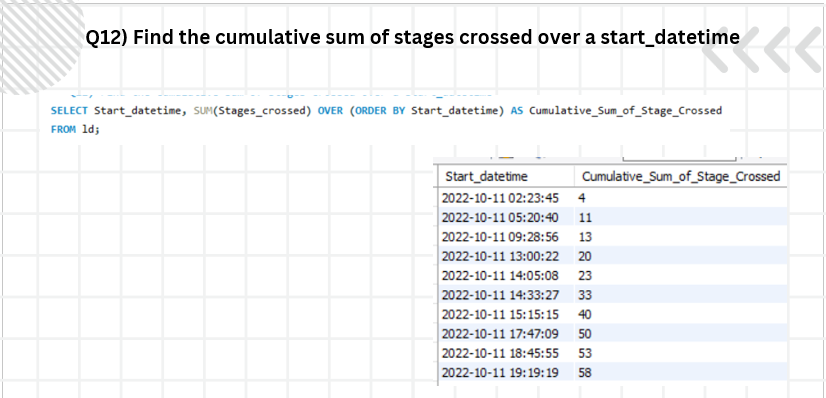 Q12) Find the cumulative sum of stages crossed over a start_datetime
SELECT Start_datetime, SUM(Stages_crossed) OVER (ORDER BY Start_datetime) AS Cumulative_Sum_of_Stage_Crossed
FROM ld;
Start_datetime Cumulative_Sum_of_Stage_Crossed
2022-10-11 02:23:45 4
2022-10-11 05:20:40 11
2022-10-11 09:28:56 13
2022-10-11 13:00:22 20
2022-10-11 14:05:08 23
2022-10-11 14:33:27 33
2022-10-11 15:15:15 40
2022-10-11 17:47:09 50
2022-10-11 18:45:55 53
2022-10-11 19:19:19 58